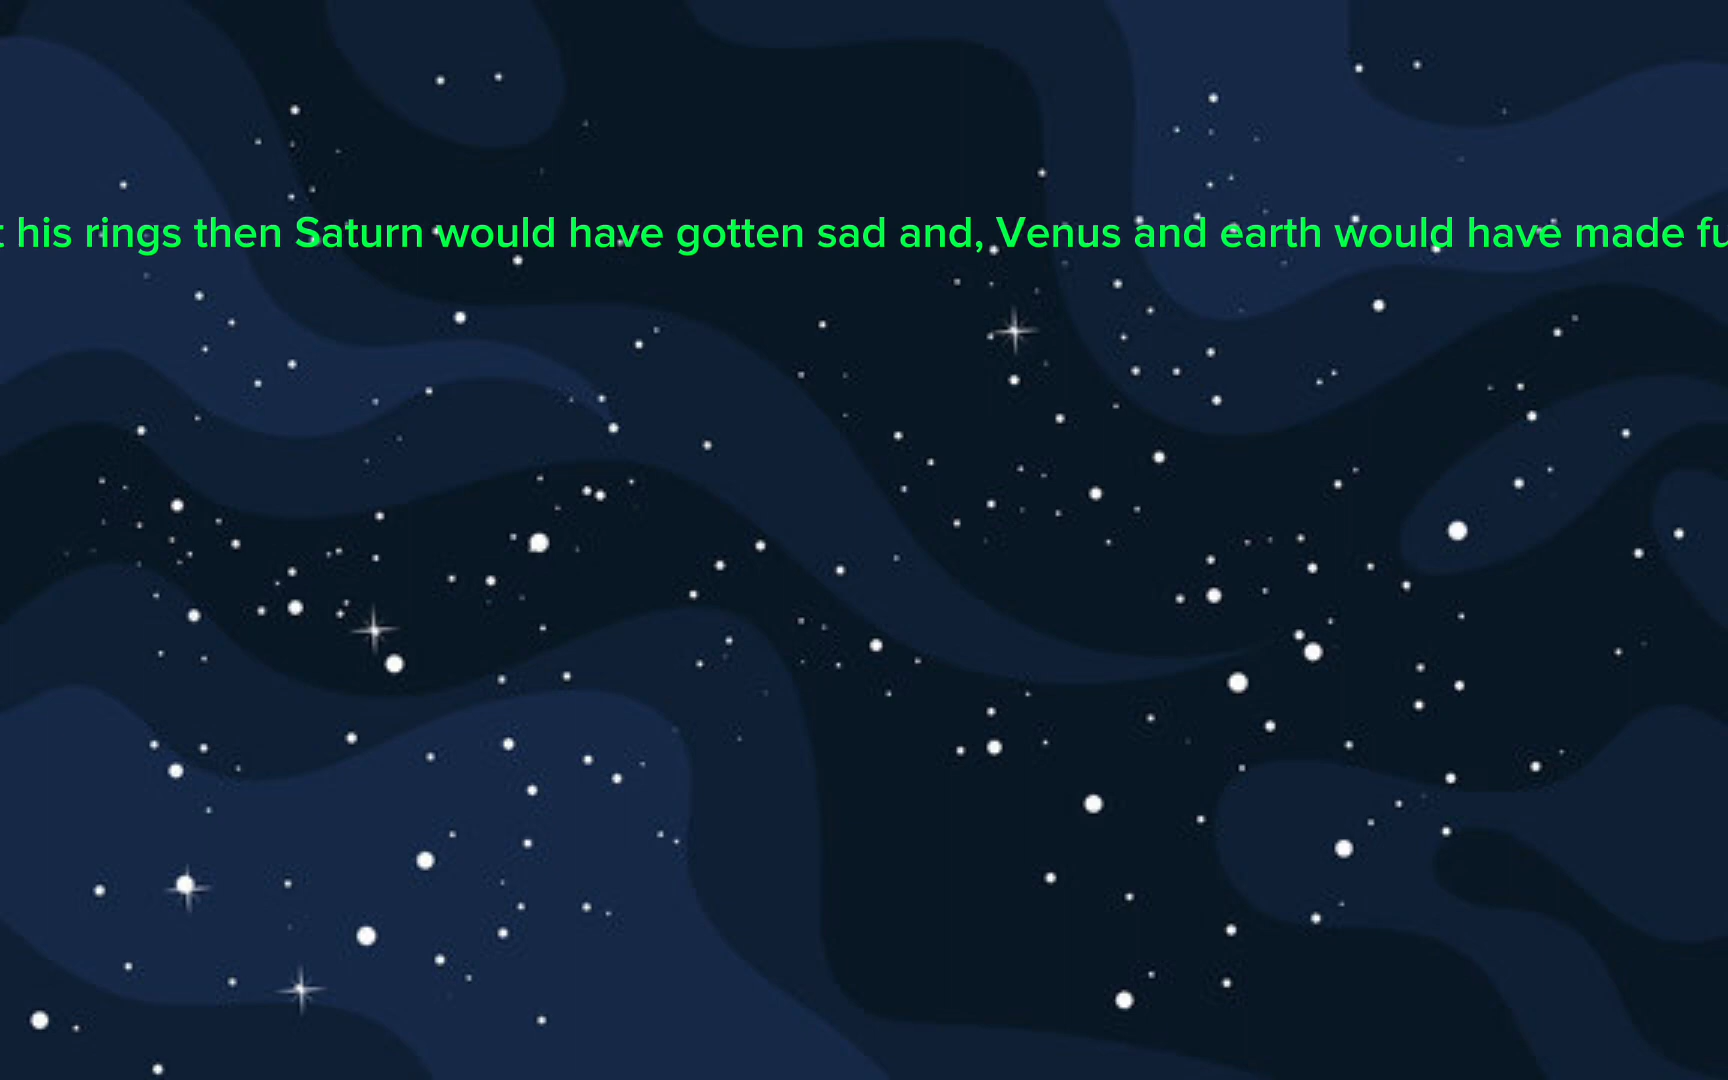 his rings then Saturn would have gotten sad and, Venus and earth would have made